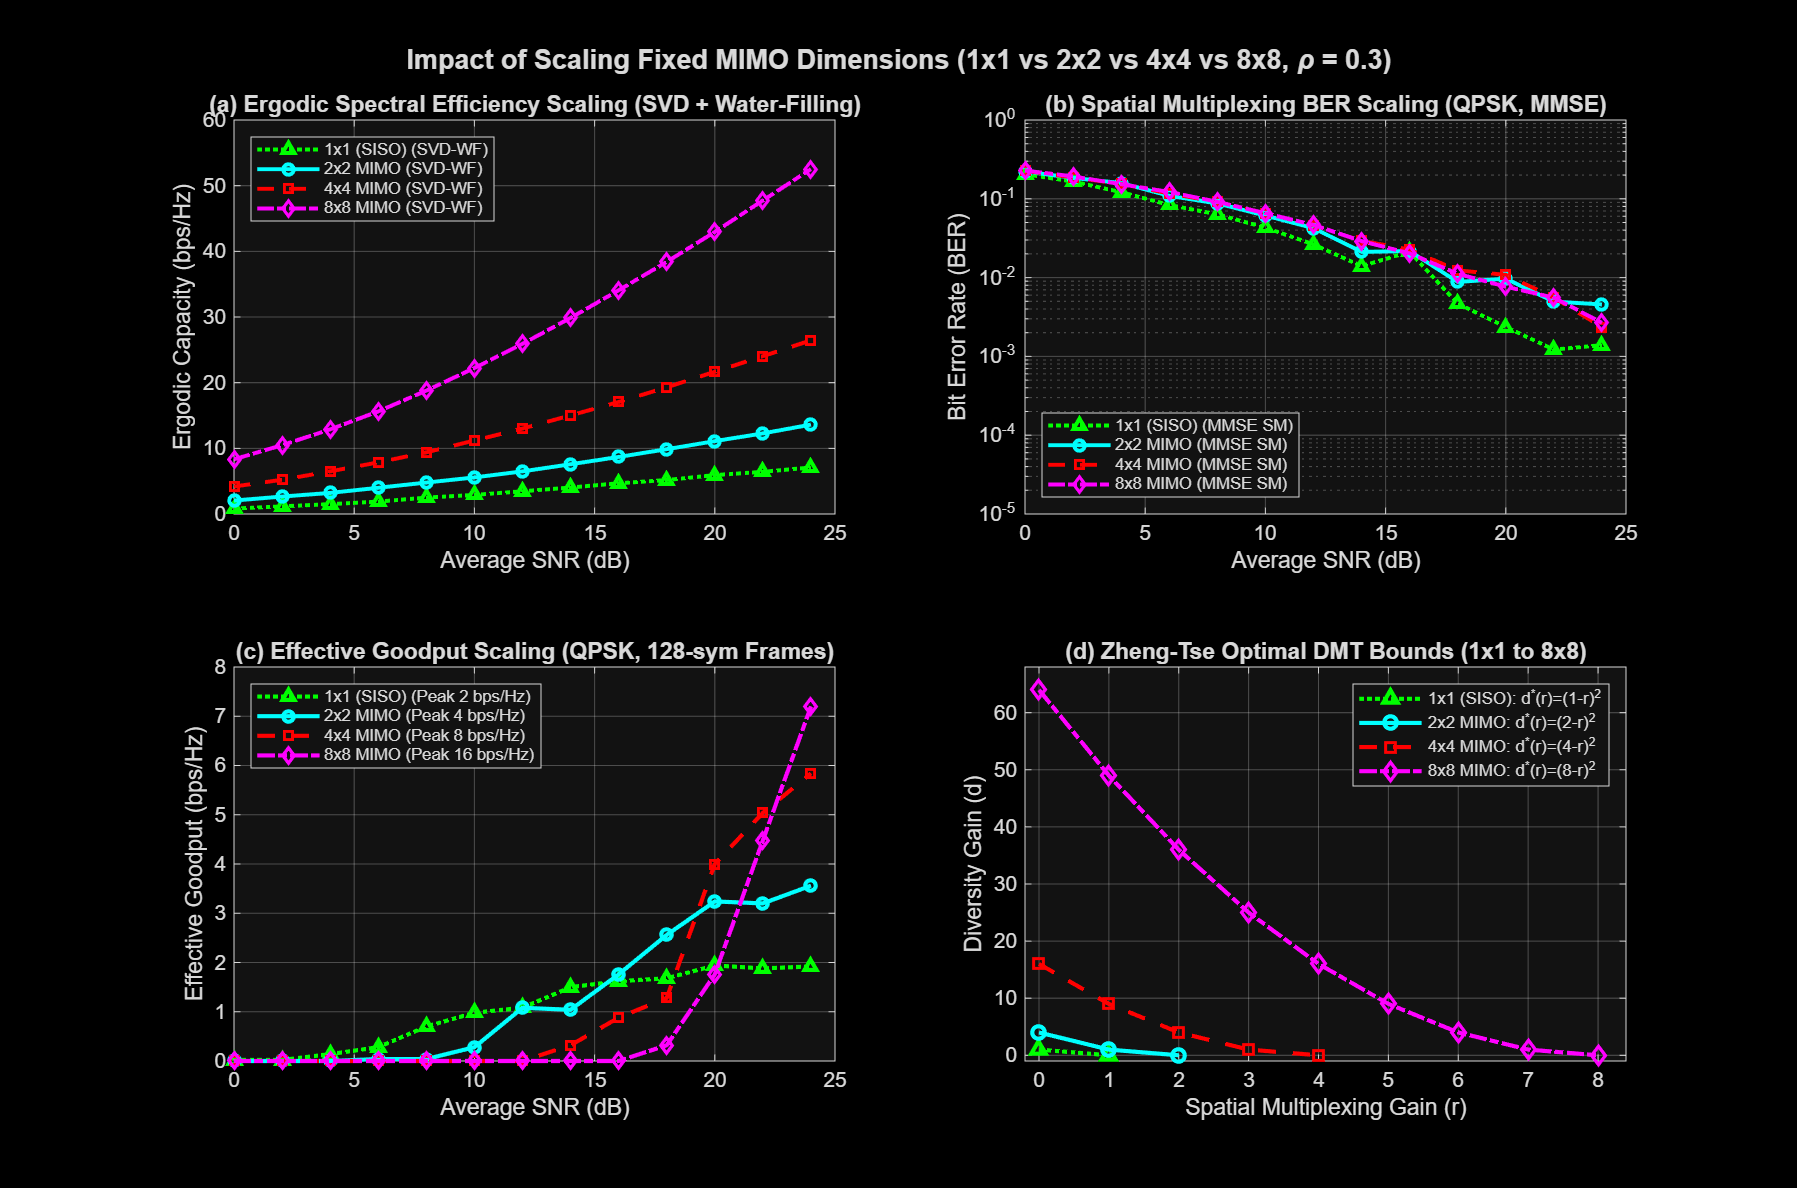 Impact of Scaling Fixed MIMO Dimensions (1x1 vs 2x2 vs 4x4 vs 8x8, ρ = 0.3)
(a) Ergodic Spectral Efficiency Scaling (SVD + Water-Filling)
Ergodic Capacity (bps/Hz)
60
50
40
30
20
10
0
1x1 (SISO) (SVD-WF)
2x2 MIMO (SVD-WF)
4x4 MIMO (SVD-WF)
8x8 MIMO (SVD-WF)
0 5 10 15 20 25
Average SNR (dB)
(b) Spatial Multiplexing BER Scaling (QPSK, MMSE)
Bit Error Rate (BER)
10^0
10^-1
10^-2
10^-3
10^-4
10^-5
1x1 (SISO) (MMSE SM)
2x2 MIMO (MMSE SM)
4x4 MIMO (MMSE SM)
8x8 MIMO (MMSE SM)
0 5 10 15 20 25
Average SNR (dB)
(c) Effective Goodput Scaling (QPSK, 128-sym Frames)
Effective Goodput (bps/Hz)
8
7
6
5
4
3
2
1
0
1x1 (SISO) (Peak 2 bps/Hz)
2x2 MIMO (Peak 4 bps/Hz)
4x4 MIMO (Peak 8 bps/Hz)
8x8 MIMO (Peak 16 bps/Hz)
0 5 10 15 20 25
Average SNR (dB)
(d) Zheng-Tse Optimal DMT Bounds (1x1 to 8x8)
Diversity Gain (d)
60
50
40
30
20
10
0
1x1 (SISO): d*(r)=(1-r)²
2x2 MIMO: d*(r)=(2-r)²
4x4 MIMO: d*(r)=(4-r)²
8x8 MIMO: d*(r)=(8-r)²
0 1 2 3 4 5 6 7 8
Spatial Multiplexing Gain (r)